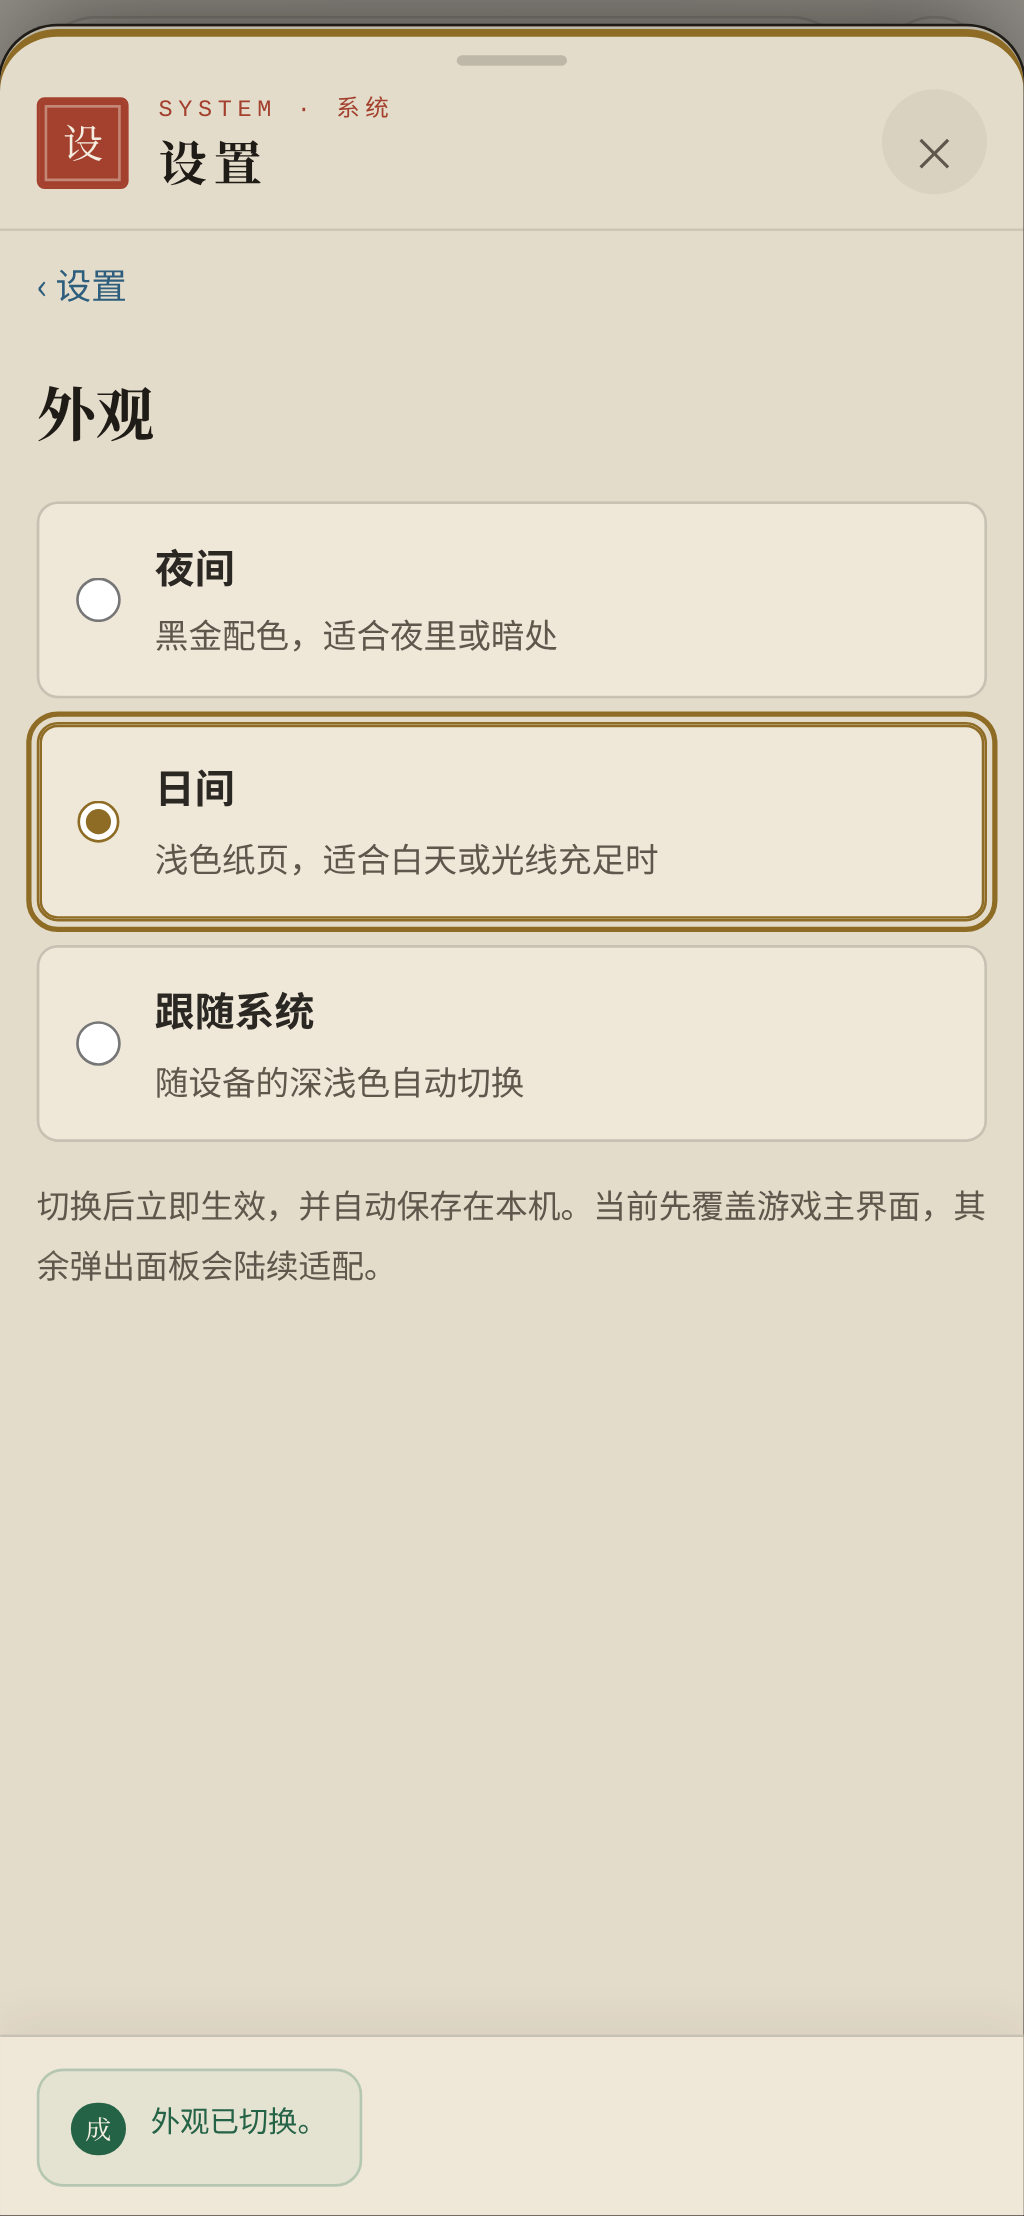 设
SYSTEM · 系统
设置
‹ 设置
外观
夜间
黑金配色，适合夜里或暗处
日间
浅色纸页，适合白天或光线充足时
跟随系统
随设备的深浅色自动切换
切换后立即生效，并自动保存在本机。当前先覆盖游戏主界面，其
余弹出面板会陆续适配。
成
外观已切换。